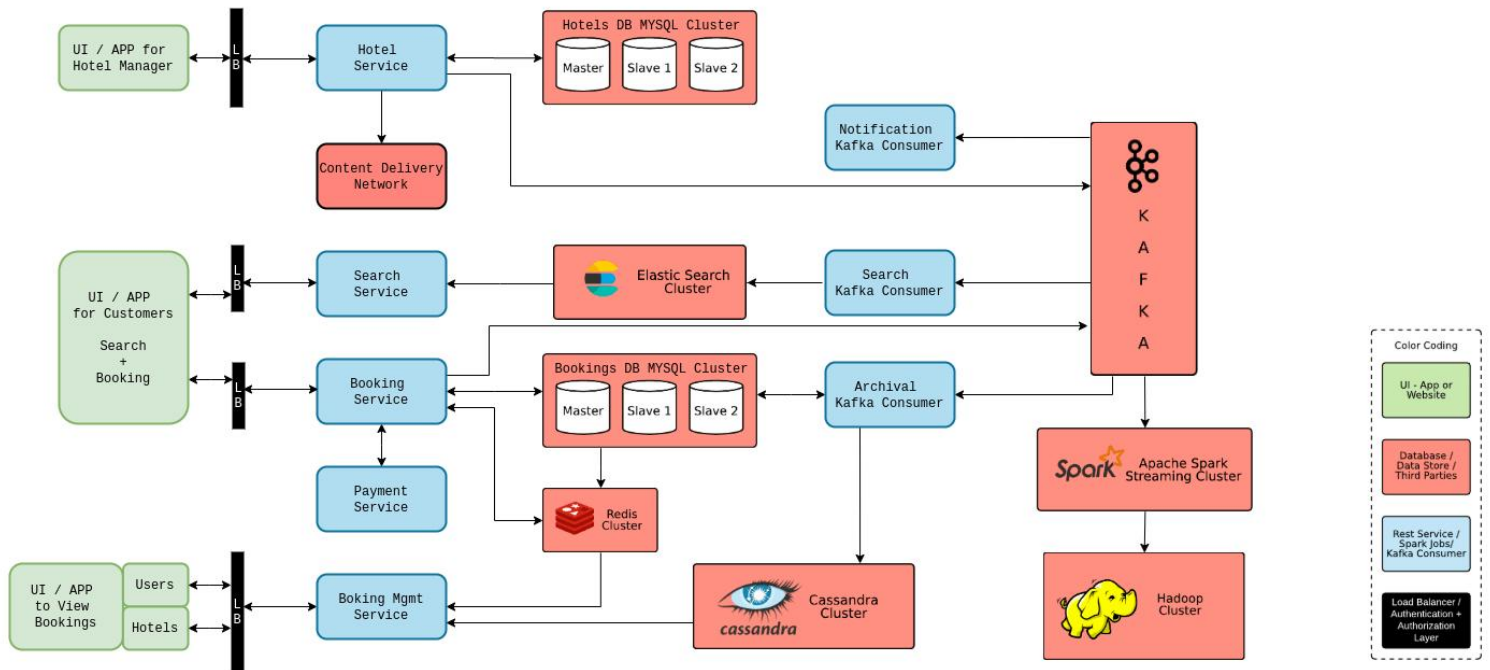 UI / APP for
Hotel Manager
L
B
Hotel
Service
Hotels DB MYSQL Cluster
Master
Slave 1
Slave 2
Content Delivery
Network
Notification
Kafka Consumer
K
A
F
K
A
UI / APP
for Customers
Search
+
Booking
L
B
Search
Service
Elastic Search
Cluster
Search
Kafka Consumer
L
B
Booking
Service
Bookings DB MYSQL Cluster
Master
Slave 1
Slave 2
Archival
Kafka Consumer
Payment
Service
Redis
Cluster
Spark
Apache Spark
Streaming Cluster
UI / APP
to View
Bookings
Users
Hotels
L
B
Boking Mgmt
Service
cassandra
Cassandra
Cluster
Hadoop
Cluster
Color Coding
UI - App or
Website
Database /
Data Store /
Third Parties
Rest Service /
Spark Jobs/
Kafka Consumer
Load Balancer /
Authentication +
Authorization
Layer